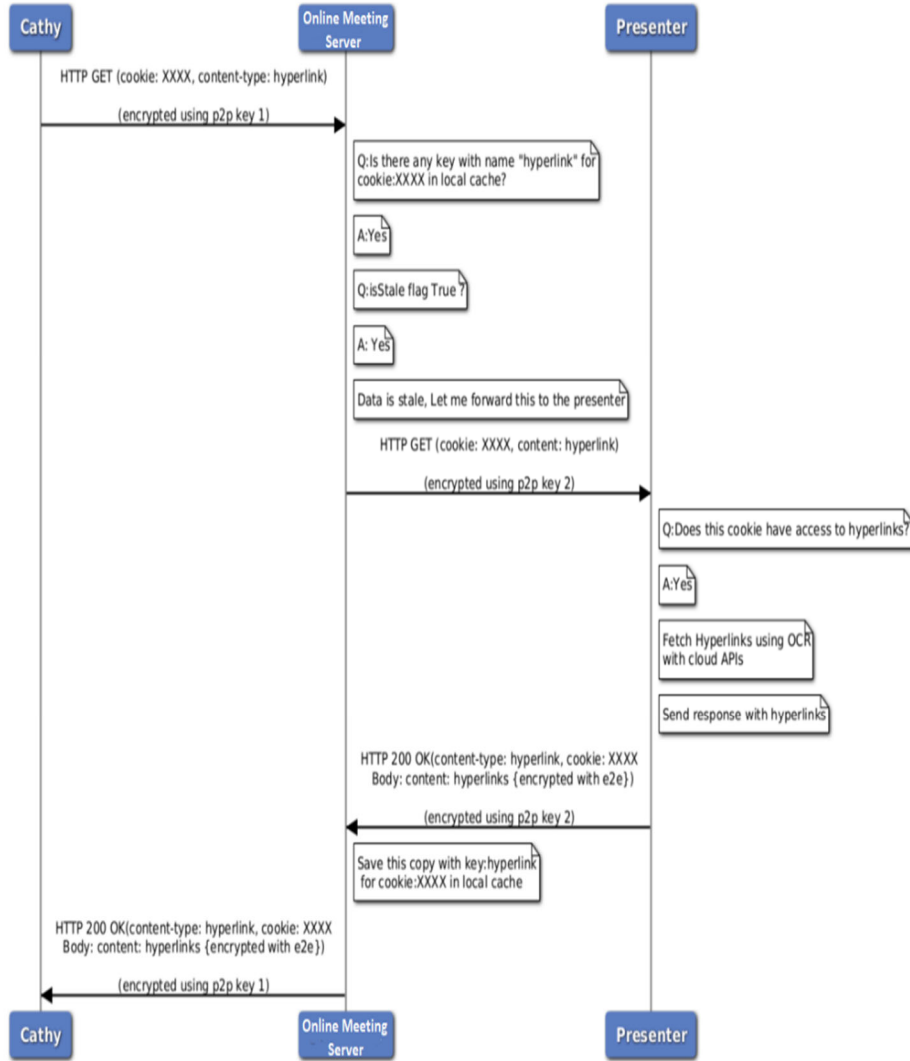 Cathy
Online Meeting
Server
Presenter
HTTP GET (cookie: XXXX, content-type: hyperlink)
(encrypted using p2p key 1)
Q:Is there any key with name "hyperlink" for
cookie:XXXX in local cache?
A:Yes
Q:isStale flag True ?
A: Yes
Data is stale, Let me forward this to the presenter
HTTP GET (cookie: XXXX, content: hyperlink)
(encrypted using p2p key 2)
Q:Does this cookie have access to hyperlinks?
A:Yes
Fetch Hyperlinks using OCR
with cloud APIs
Send response with hyperlinks
HTTP 200 OK(content-type: hyperlink, cookie: XXXX
Body: content: hyperlinks {encrypted with e2e})
(encrypted using p2p key 2)
Save this copy with key:hyperlink
for cookie:XXXX in local cache
HTTP 200 OK(content-type: hyperlink, cookie: XXXX
Body: content: hyperlinks {encrypted with e2e})
(encrypted using p2p key 1)
Cathy
Online Meeting
Server
Presenter